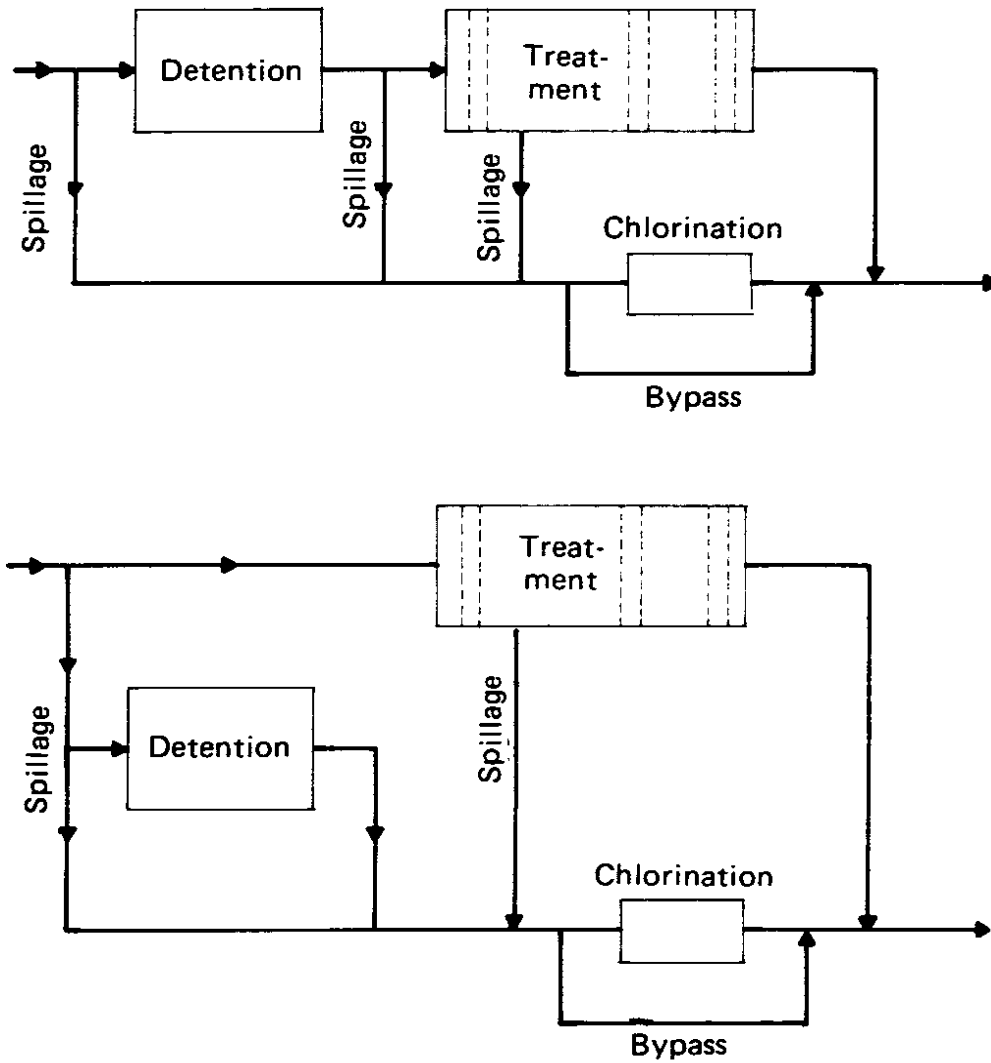 Detention
Treat-
ment
Spillage
Spillage
Spillage
Chlorination
Bypass
Treat-
ment
Spillage
Detention
Spillage
Chlorination
Bypass